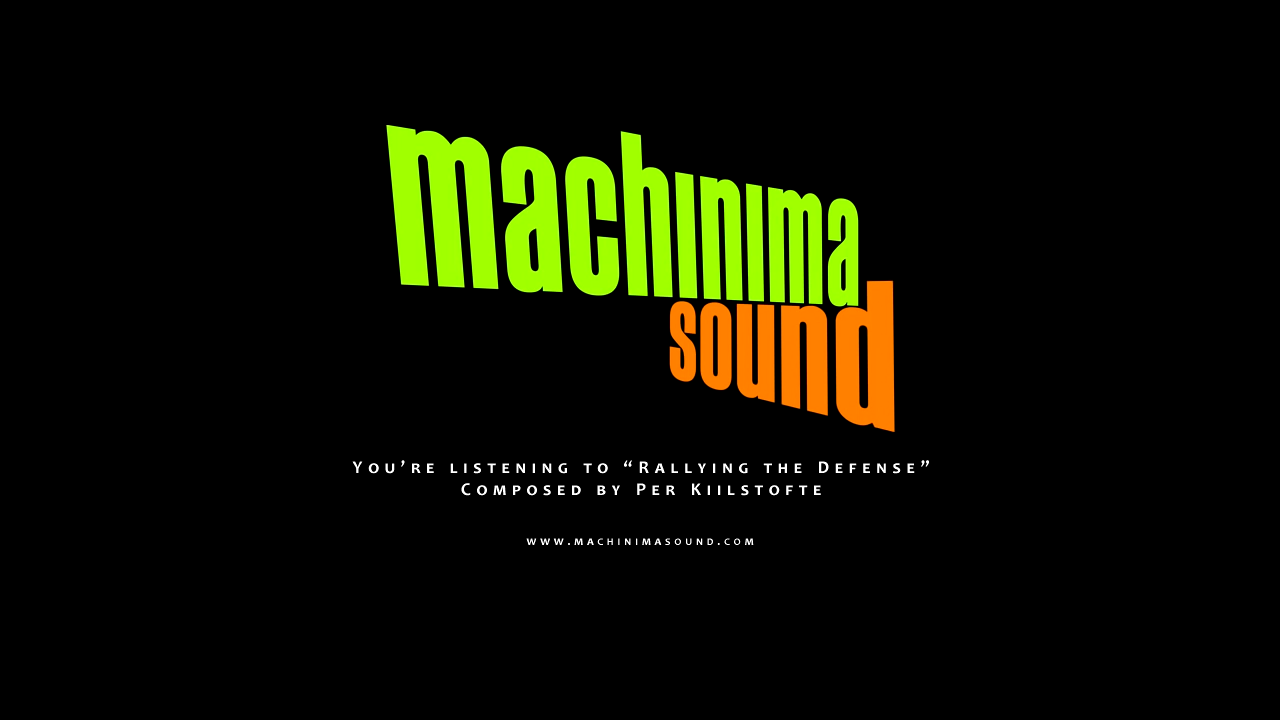 machinima
sound
You're listening to “Rallying the Defense”
Composed by Per Kiilstofte
www.machinimasound.com